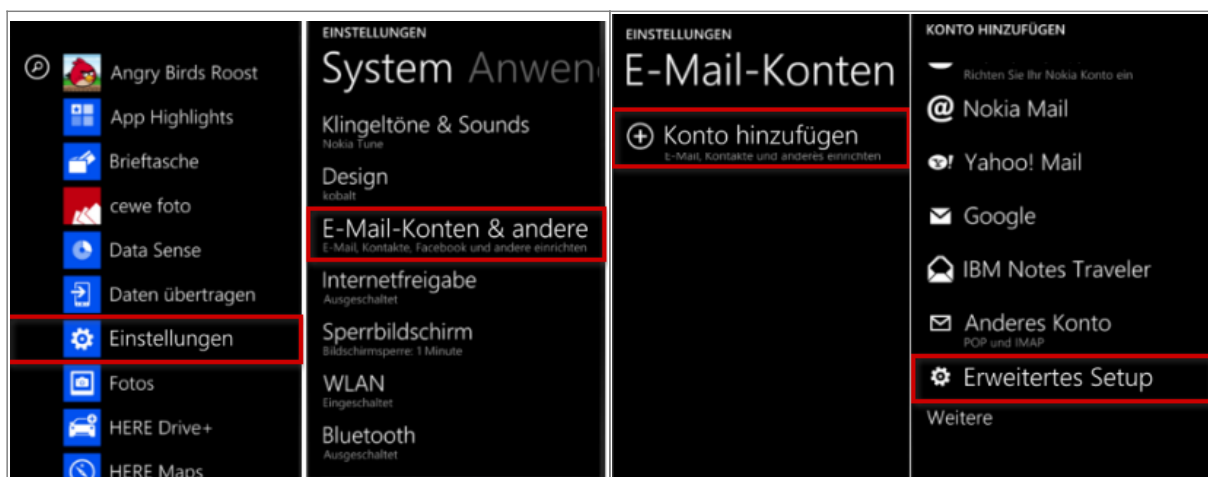 Angry Birds Roost
App Highlights
Brieftasche
cewe foto
Data Sense
Daten übertragen
Einstellungen
Fotos
HERE Drive+
HERE Maps
EINSTELLUNGEN
System Anwen
Klingeltöne & Sounds
Nokia Tune
Design
kobalt
E-Mail-Konten & andere
E-Mail, Kontakte, Facebook und andere einrichten
Internetfreigabe
Ausgeschaltet
Sperrbildschirm
Bildschirmsperre: 1 Minute
WLAN
Eingeschaltet
Bluetooth
Ausgeschaltet
EINSTELLUNGEN
E-Mail-Konten
Konto hinzufügen
E-Mail, Kontakte und anderes einrichten
KONTO HINZUFÜGEN
Richten Sie Ihr Nokia Konto ein
Nokia Mail
Yahoo! Mail
Google
IBM Notes Traveler
Anderes Konto
POP und IMAP
Erweitertes Setup
Weitere